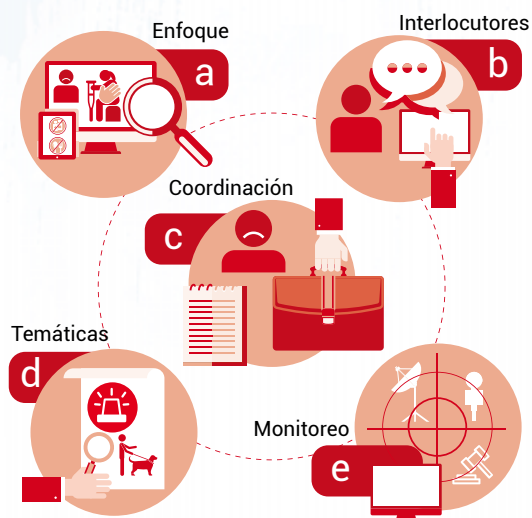 Enfoque
a
Interlocutores
b
Coordinación
c
Temáticas
d
Monitoreo
e